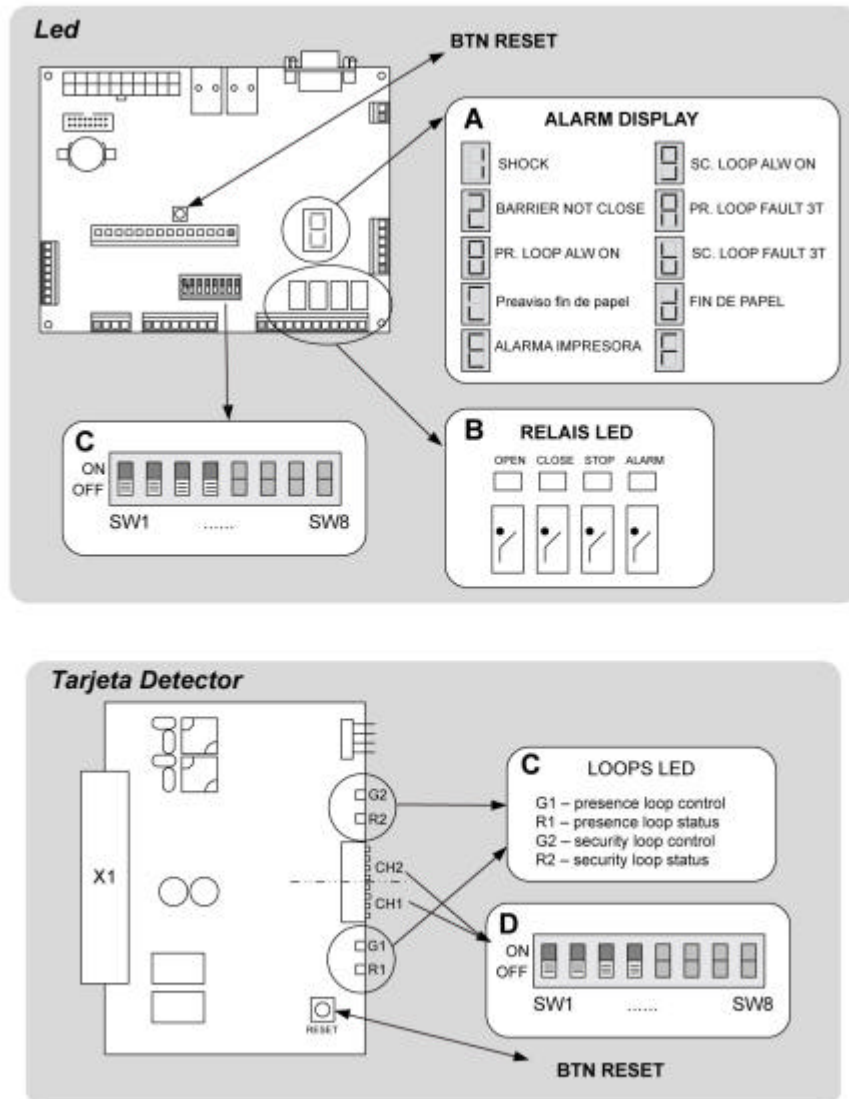 Led
BTN RESET
A ALARM DISPLAY
1 SHOCK
9 SC. LOOP ALW ON
2 BARRIER NOT CLOSE
A PR. LOOP FAULT 3T
PR. LOOP ALW ON
b SC. LOOP FAULT 3T
C Preaviso fin de papel
d FIN DE PAPEL
E ALARMA IMPRESORA
F
C
ON
OFF
SW1 ...... SW8
B RELAIS LED
OPEN CLOSE STOP ALARM
Tarjeta Detector
G2
R2
X1
CH2
CH1
G1
R1
RESET
C LOOPS LED
G1 – presence loop control
R1 – presence loop status
G2 – security loop control
R2 – security loop status
D
ON
OFF
SW1 ...... SW8
BTN RESET